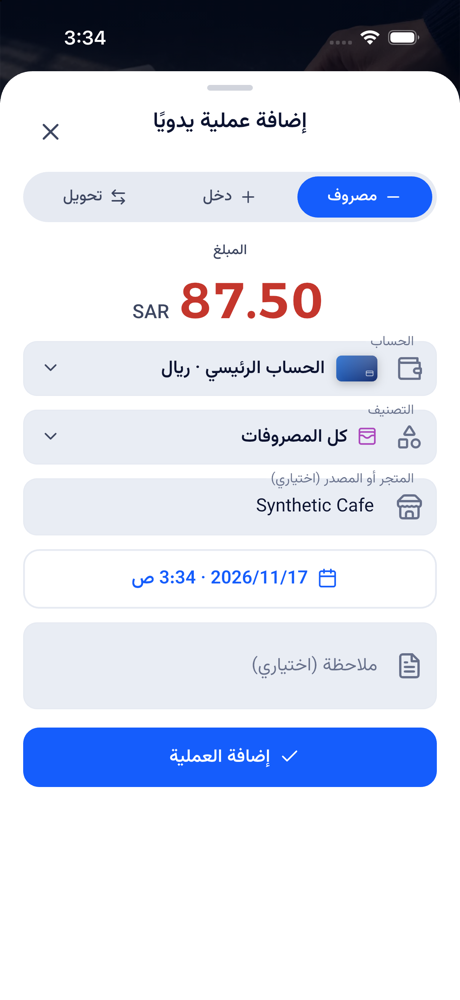 3:34
إضافة عملية يدويًا
مصروف
دخل
تحويل
المبلغ
87.50 SAR
الحساب
الحساب الرئيسي · ريال
التصنيف
كل المصروفات
المتجر أو المصدر (اختياري)
Synthetic Cafe
2026/11/17 · 3:34 ص
ملاحظة (اختياري)
إضافة العملية